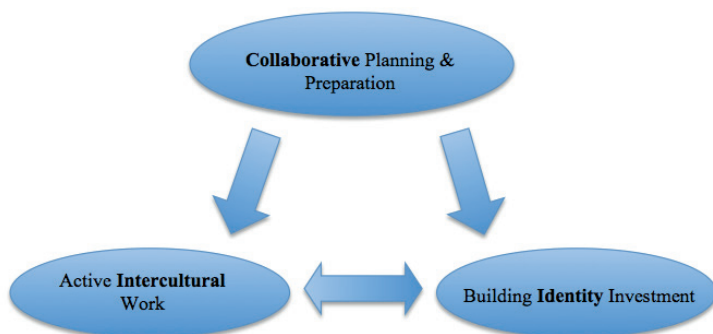 Collaborative Planning &
Preparation
Active Intercultural
Work
Building Identity Investment